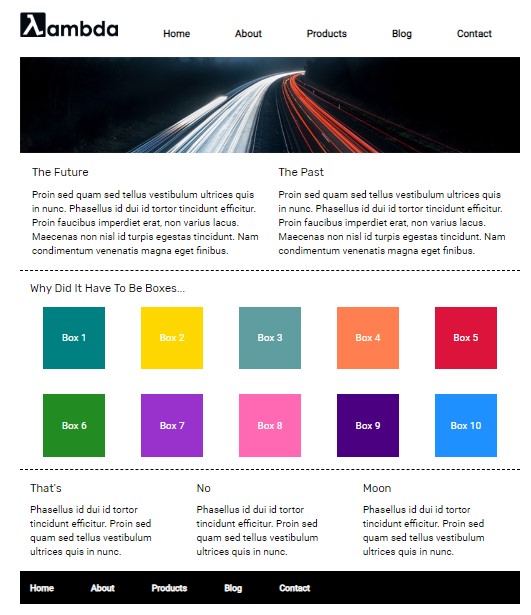 λambda
Home About Products Blog Contact
The Future
Proin sed quam sed tellus vestibulum ultrices quis
in nunc. Phasellus id dui id tortor tincidunt efficitur.
Proin faucibus imperdiet erat, non varius lacus.
Maecenas non nisl id turpis egestas tincidunt. Nam
condimentum venenatis magna eget finibus.
The Past
Proin sed quam sed tellus vestibulum ultrices quis
in nunc. Phasellus id dui id tortor tincidunt efficitur.
Proin faucibus imperdiet erat, non varius lacus.
Maecenas non nisl id turpis egestas tincidunt. Nam
condimentum venenatis magna eget finibus.
Why Did It Have To Be Boxes...
Box 1 Box 2 Box 3 Box 4 Box 5
Box 6 Box 7 Box 8 Box 9 Box 10
That's
Phasellus id dui id tortor
tincidunt efficitur. Proin sed
quam sed tellus vestibulum
ultrices quis in nunc.
No
Phasellus id dui id tortor
tincidunt efficitur. Proin sed
quam sed tellus vestibulum
ultrices quis in nunc.
Moon
Phasellus id dui id tortor
tincidunt efficitur. Proin sed
quam sed tellus vestibulum
ultrices quis in nunc.
Home About Products Blog Contact